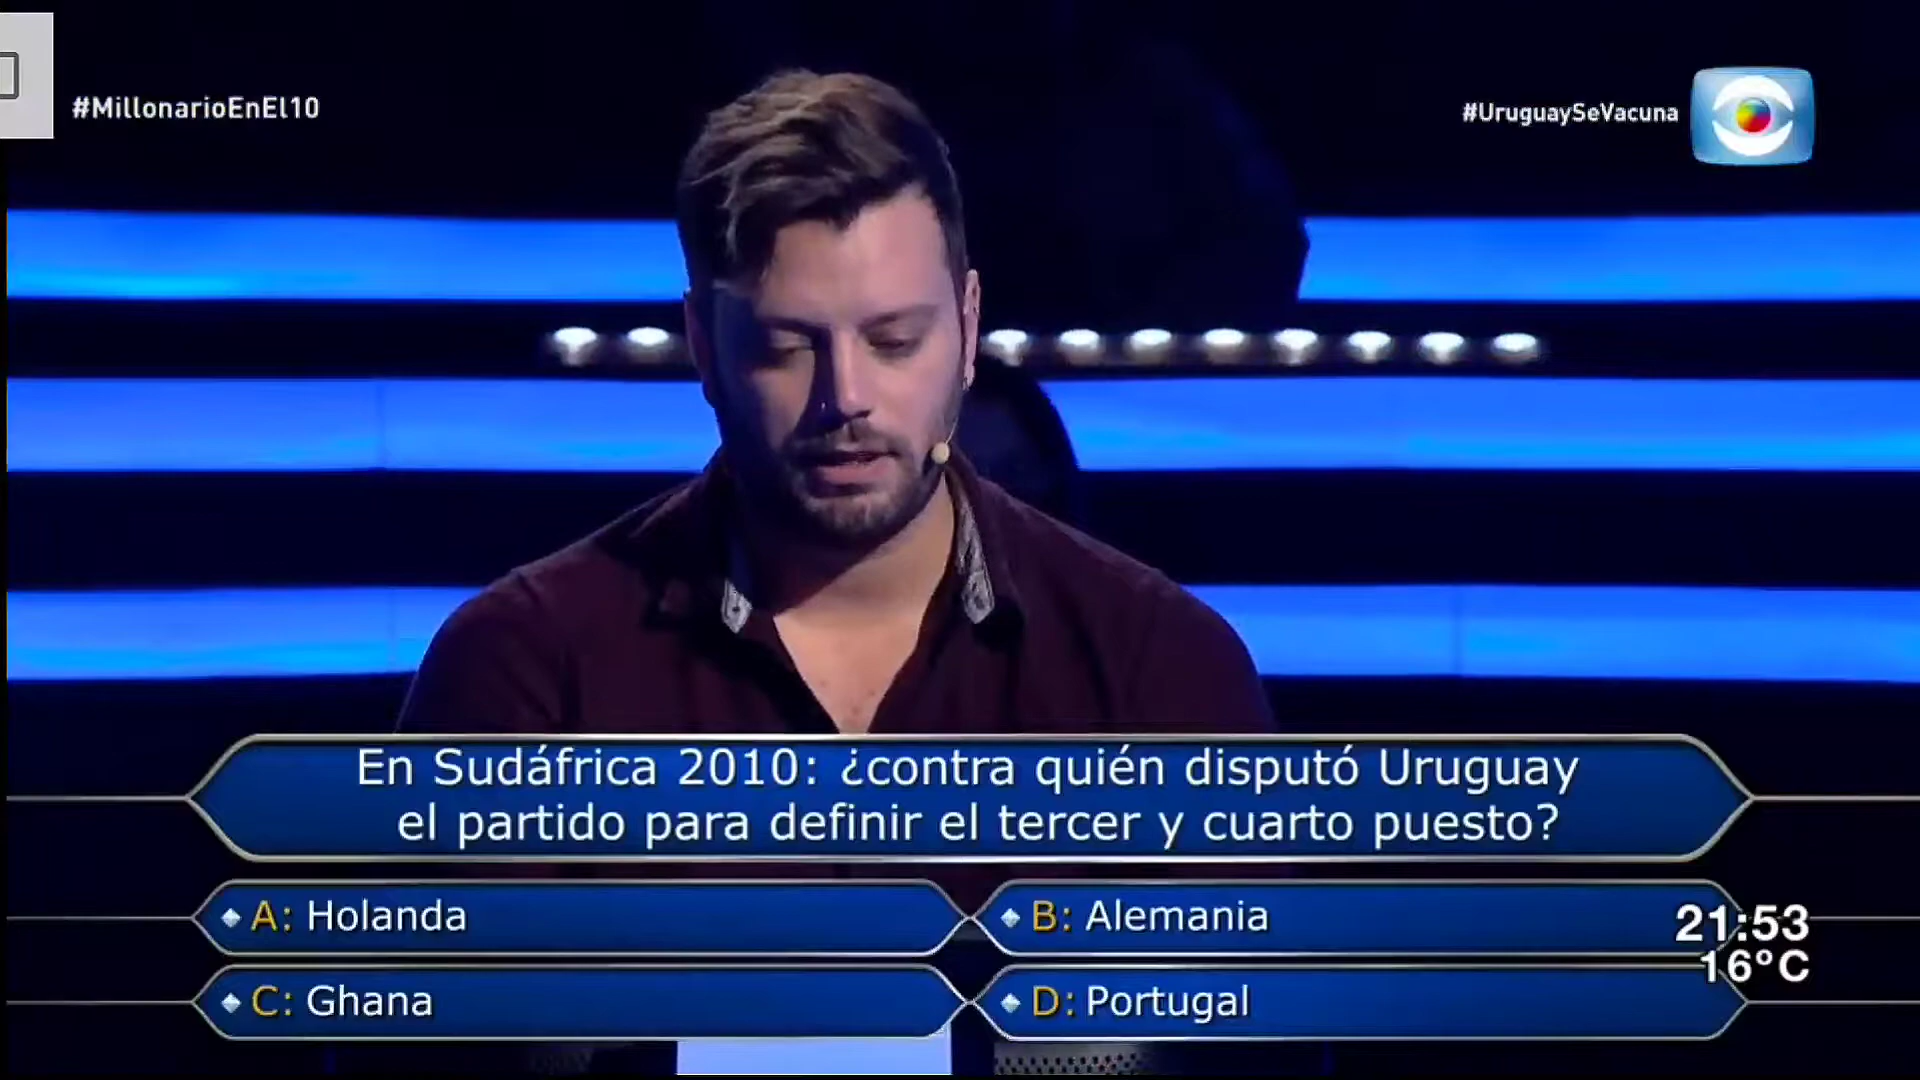 #MillonarioEnEl10
#UruguaySeVacuna
En Sudáfrica 2010: ¿contra quién disputó Uruguay
el partido para definir el tercer y cuarto puesto?
A: Holanda
B: Alemania
C: Ghana
D: Portugal
21:53
16°C